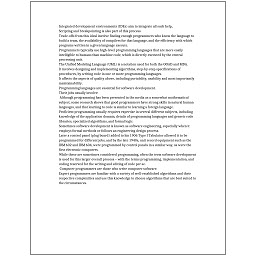 Integrated development environments (IDEs) aim to integrate all such help.
Scripting and breakpointing is also part of this process.
Trade-offs from this ideal involve finding enough programmers who know the language to
build a team, the availability of compilers for that language, and the efficiency with which
programs written in a given language execute.
Programmers typically use high-level programming languages that are more easily
intelligible to humans than machine code, which is directly executed by the central
processing unit.
The Unified Modeling Language (UML) is a notation used for both the OOAD and MDA.
It involves designing and implementing algorithms, step-by-step specifications of
procedures, by writing code in one or more programming languages.
It affects the aspects of quality above, including portability, usability and most importantly
maintainability.
Programming languages are essential for software development.
Their jobs usually involve:
Although programming has been presented in the media as a somewhat mathematical
subject, some research shows that good programmers have strong skills in natural human
languages, and that learning to code is similar to learning a foreign language.
Proficient programming usually requires expertise in several different subjects, including
knowledge of the application domain, details of programming languages and generic code
libraries, specialized algorithms, and formal logic.
Sometimes software development is known as software engineering, especially when it
employs formal methods or follows an engineering design process.
Later a control panel (plug board) added to his 1906 Type I Tabulator allowed it to be
programmed for different jobs, and by the late 1940s, unit record equipment such as the
IBM 602 and IBM 604, were programmed by control panels in a similar way, as were the
first electronic computers.
While these are sometimes considered programming, often the term software development
is used for this larger overall process – with the terms programming, implementation, and
coding reserved for the writing and editing of code per se.
Computer programmers are those who write computer software.
Expert programmers are familiar with a variety of well-established algorithms and their
respective complexities and use this knowledge to choose algorithms that are best suited to
the circumstances.